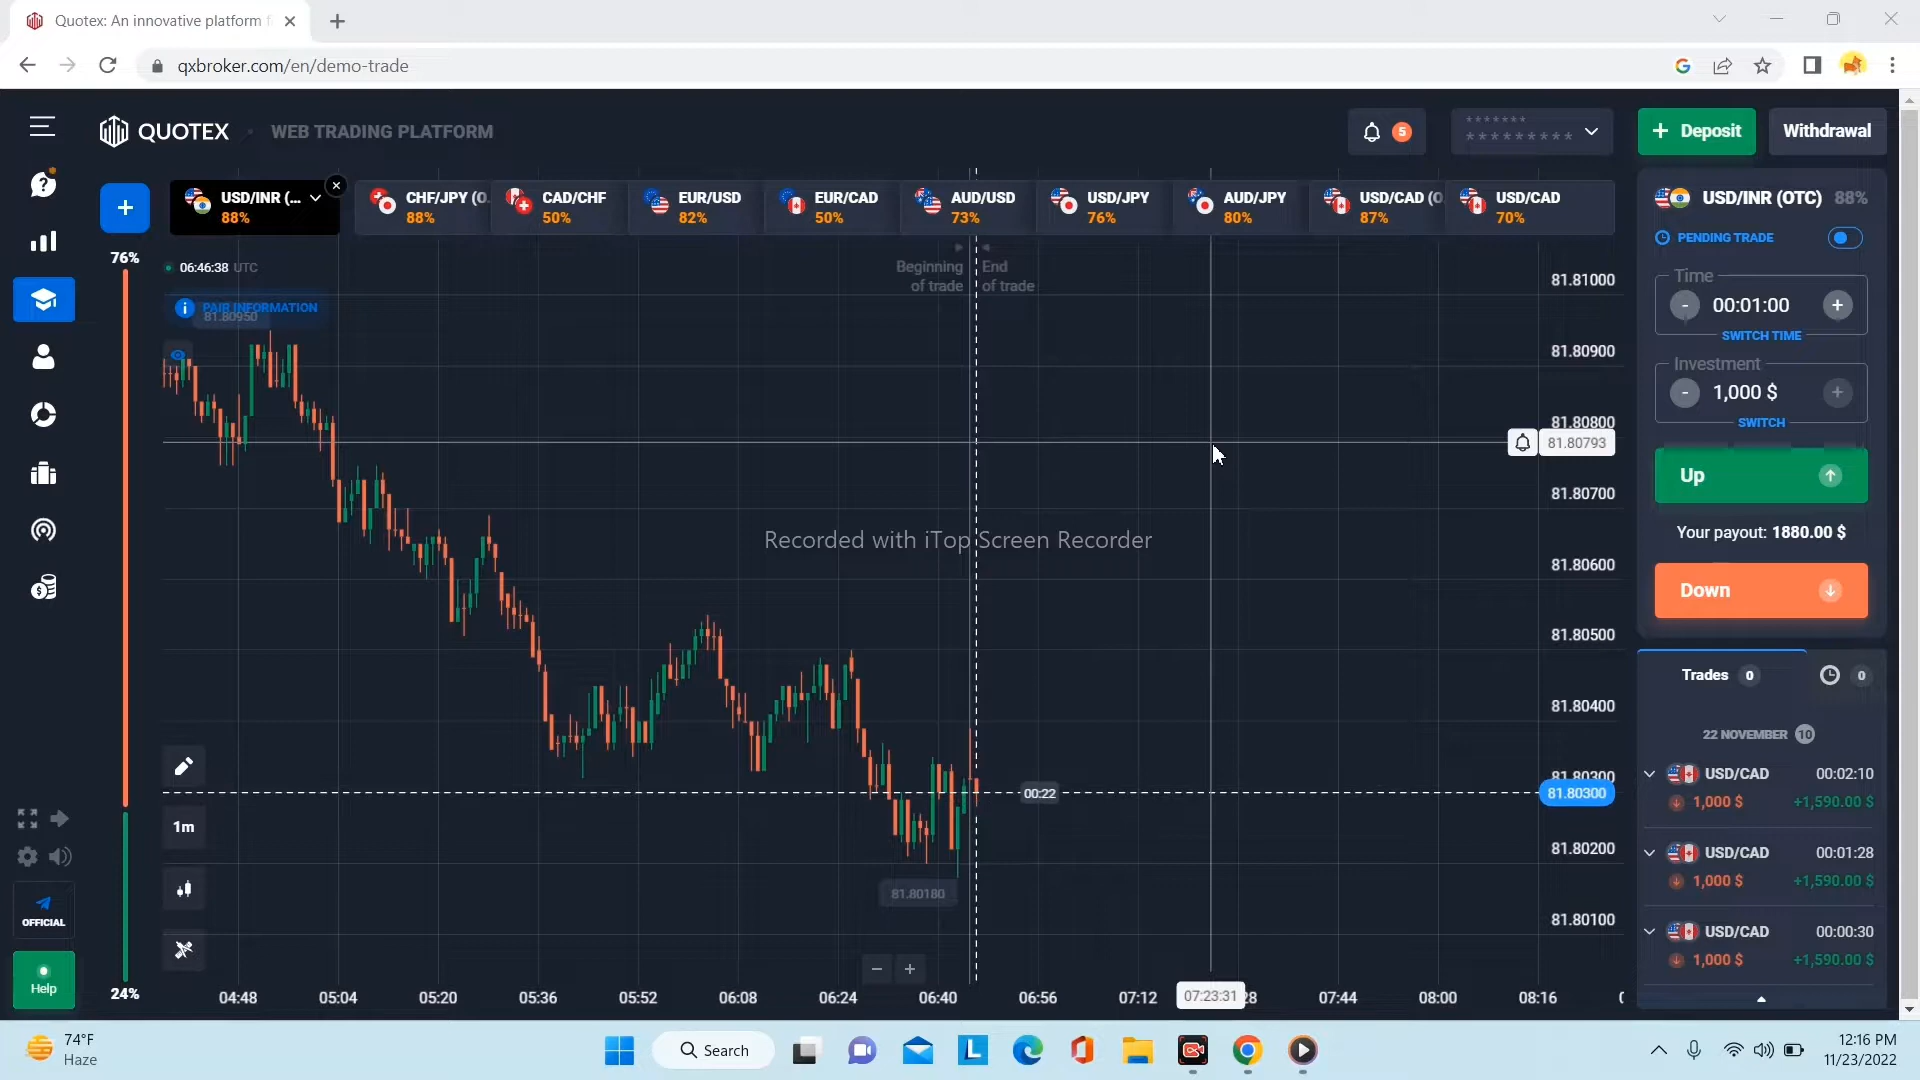 Quotex: An innovative platform f
qxbroker.com/en/demo-trade
QUOTEX
WEB TRADING PLATFORM
5
*******
*********
+ Deposit
Withdrawal
USD/INR (...
88%
CHF/JPY (O
88%
CAD/CHF
50%
EUR/USD
82%
EUR/CAD
50%
AUD/USD
73%
USD/JPY
76%
AUD/JPY
80%
USD/CAD (O
87%
USD/CAD
70%
USD/INR (OTC) 88%
PENDING TRADE
Time
- 00:01:00 +
SWITCH TIME
Investment
- 1,000 $ +
SWITCH
Up
Your payout: 1880.00 $
Down
Trades 0
0
22 NOVEMBER 10
USD/CAD 00:02:10
1,000 $ +1,590.00 $
USD/CAD 00:01:28
1,000 $ +1,590.00 $
USD/CAD 00:00:30
1,000 $ +1,590.00 $
76%
06:46:38 UTC
PAIR INFORMATION
81.80950
Beginning
of trade
End
of trade
81.81000
81.80900
81.80800
81.80793
81.80700
81.80600
81.80500
81.80400
81.80300
81.80300
81.80200
81.80100
Recorded with iTop Screen Recorder
00:22
81.80180
1m
OFFICIAL
Help
24%
04:48
05:04
05:20
05:36
05:52
06:08
06:24
06:40
06:56
07:12
07:23:31
28
07:44
08:00
08:16
74°F
Haze
Search
12:16 PM
11/23/2022